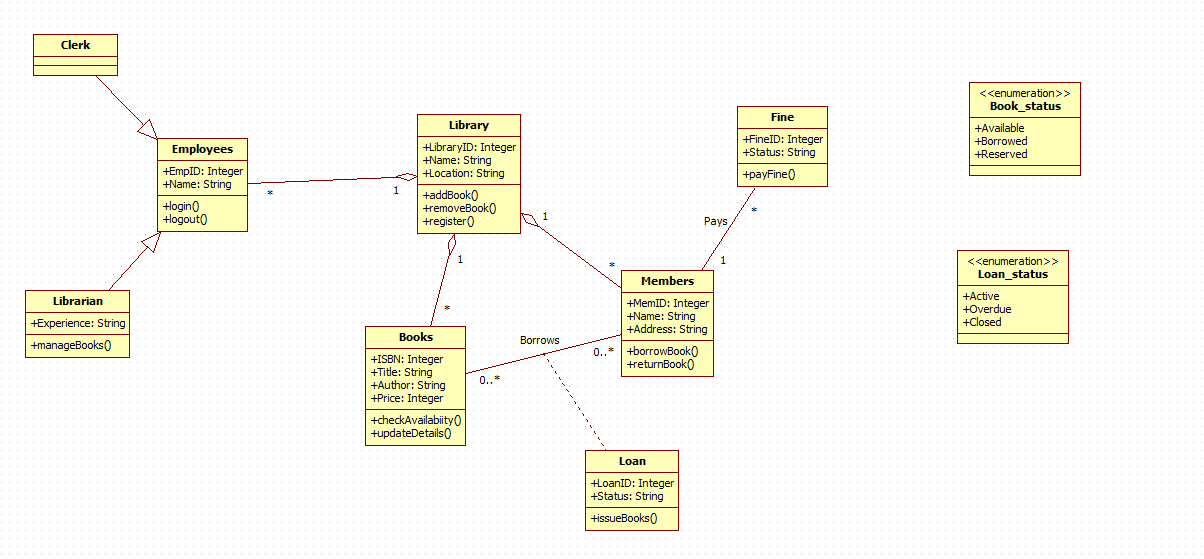 Clerk
Employees
+EmpID: Integer
+Name: String
+login()
+logout()
*
1
Librarian
+Experience: String
+manageBooks()
Library
+LibraryID: Integer
+Name: String
+Location: String
+addBook()
+removeBook()
+register()
1
*
1
*
Books
+ISBN: Integer
+Title: String
+Author: String
+Price: Integer
+checkAvailabiity()
+updateDetails()
Borrows
0..*
0..*
Fine
+FineID: Integer
+Status: String
+payFine()
*
Pays
1
Members
+MemID: Integer
+Name: String
+Address: String
+borrowBook()
+returnBook()
Loan
+LoanID: Integer
+Status: String
+issueBooks()
<<enumeration>>
Book_status
+Available
+Borrowed
+Reserved
<<enumeration>>
Loan_status
+Active
+Overdue
+Closed